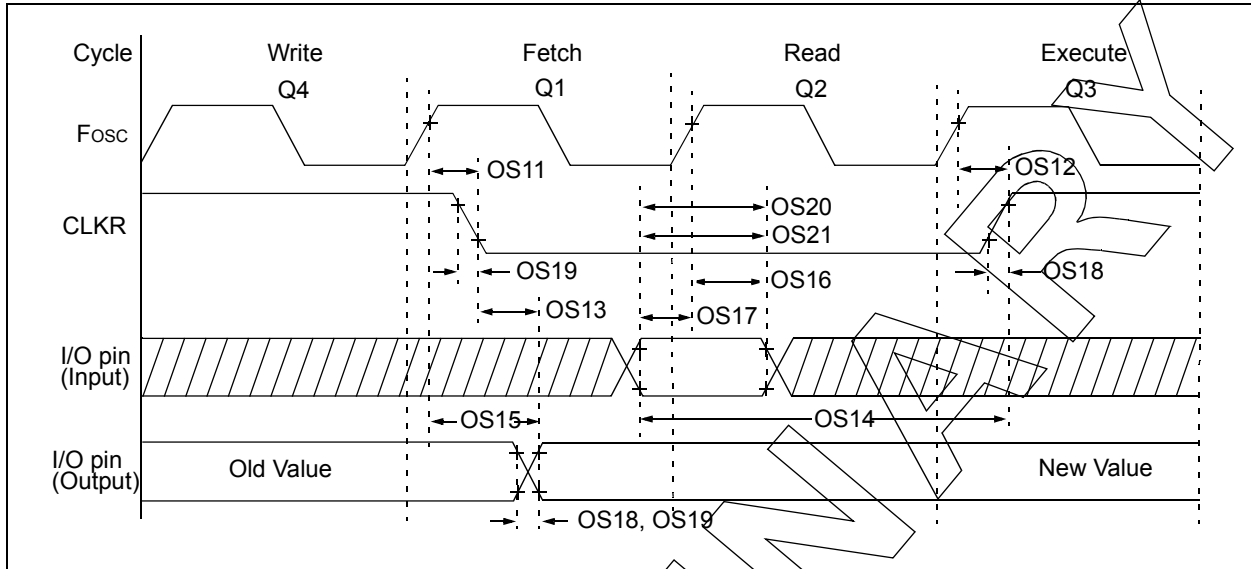 Cycle Write Fetch Read Execute
Q4 Q1 Q2 Q3
Fosc
OS11 OS12
CLKR
OS20
OS21
OS19 OS18
OS16
OS13 OS17
I/O pin
(Input)
OS15 OS14
I/O pin
(Output)
Old Value New Value
OS18, OS19